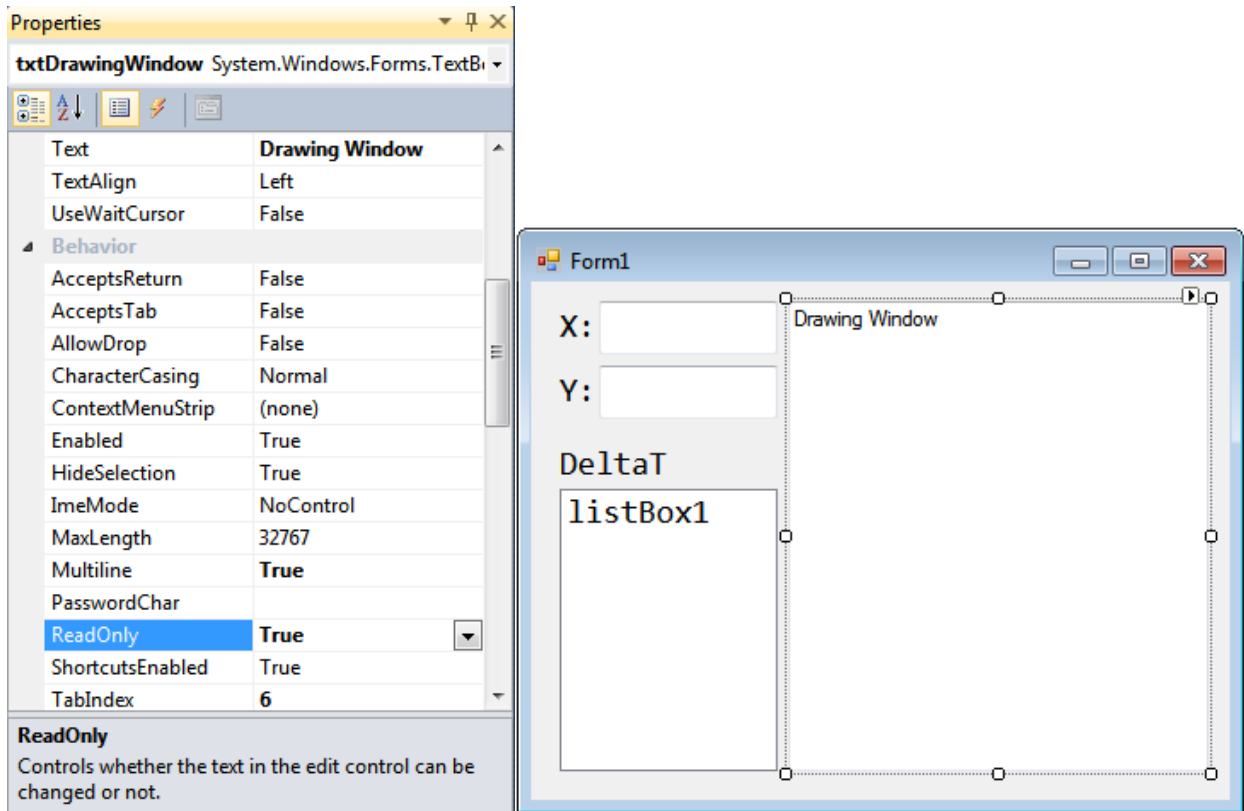 Properties
txtDrawingWindow System.Windows.Forms.TextB
Text Drawing Window
TextAlign Left
UseWaitCursor False
Behavior
AcceptsReturn False
AcceptsTab False
AllowDrop False
CharacterCasing Normal
ContextMenuStrip (none)
Enabled True
HideSelection True
ImeMode NoControl
MaxLength 32767
Multiline True
PasswordChar
ReadOnly True
ShortcutsEnabled True
TabIndex 6
ReadOnly
Controls whether the text in the edit control can be
changed or not.
Form1
X:
Y:
DeltaT
listBox1
Drawing Window